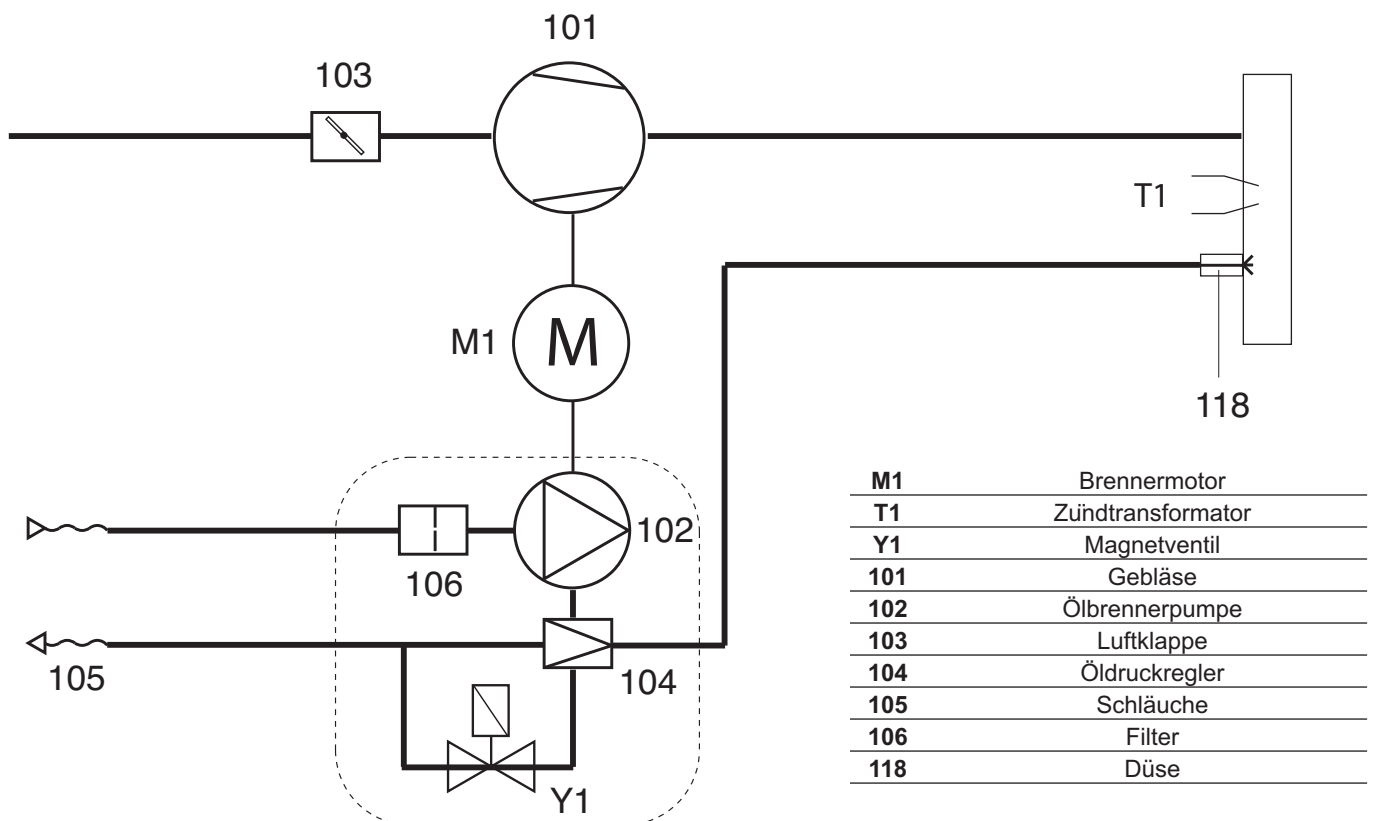 101
103
T1
M1
M
118
102
106
105
104
Y1
M1 Brennermotor
T1 Zündtransformator
Y1 Magnetventil
101 Gebläse
102 Ölbrennerpumpe
103 Luftklappe
104 Öldruckregler
105 Schläuche
106 Filter
118 Düse